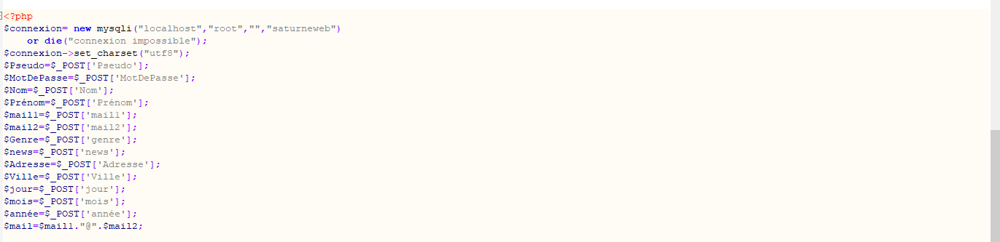 <?php
$connexion= new mysqli("localhost","root","","saturneweb")
or die("connexion impossible");
$connexion->set_charset("utf8");
$Pseudo=$_POST['Pseudo'];
$MotDePasse=$_POST['MotDePasse'];
$Nom=$_POST['Nom'];
$Prénom=$_POST['Prénom'];
$mail1=$_POST['mail1'];
$mail2=$_POST['mail2'];
$Genre=$_POST['genre'];
$news=$_POST['news'];
$Adresse=$_POST['Adresse'];
$Ville=$_POST['Ville'];
$jour=$_POST['jour'];
$mois=$_POST['mois'];
$année=$_POST['année'];
$mail=$mail1."@".$mail2;